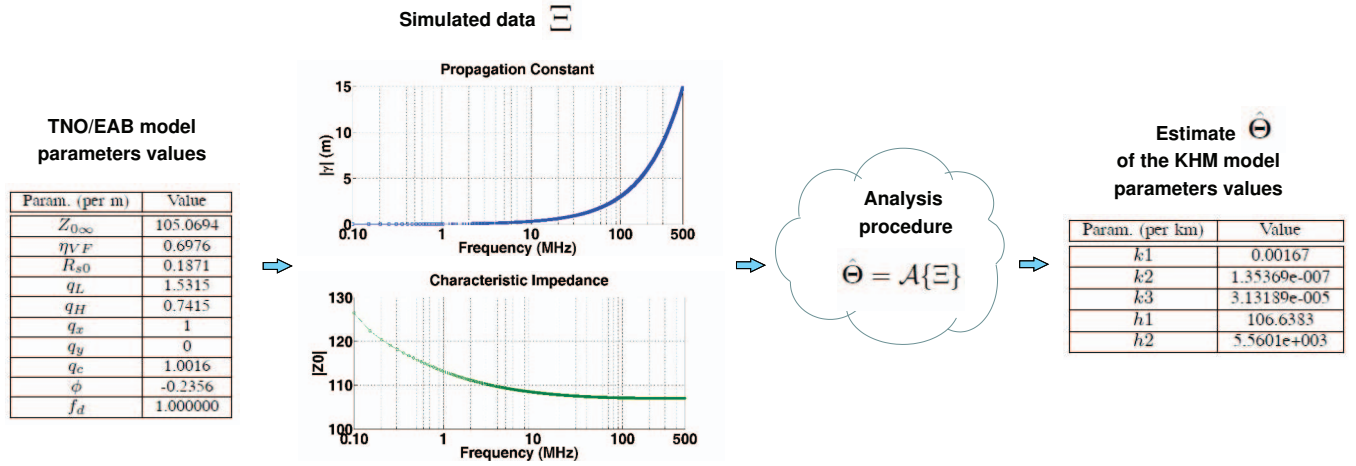 Simulated data Ξ
TNO/EAB model
parameters values
Param. (per m) Value
Z0∞ 105.0694
ηVF 0.6976
Rs0 0.1871
qL 1.5315
qH 0.7415
qx 1
qy 0
qc 1.0016
ϕ -0.2356
fd 1.000000
Propagation Constant
|γ| (m)
15
10
5
0
0.10 1 10 100 500
Frequency (MHz)
Characteristic Impedance
|Z0|
130
120
110
100
0.10 1 10 100 500
Frequency (MHz)
Analysis
procedure
Θ̂ = A{Ξ}
Estimate Θ̂
of the KHM model
parameters values
Param. (per km) Value
k1 0.00167
k2 1.35369e-007
k3 3.13189e-005
h1 106.6383
h2 5.5601e+003